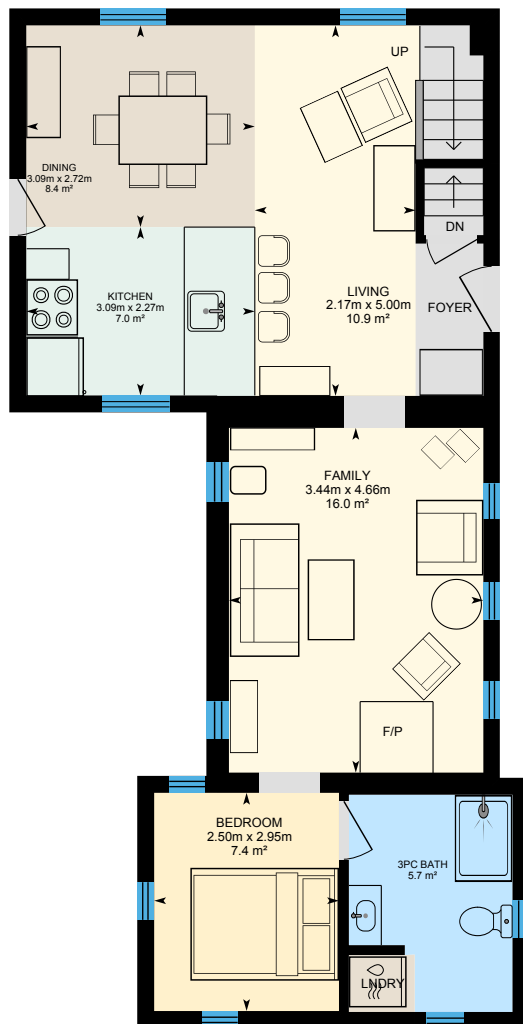 UP
DINING
3.09m x 2.72m
8.4 m²
DN
KITCHEN
3.09m x 2.27m
7.0 m²
LIVING
2.17m x 5.00m
10.9 m²
FOYER
FAMILY
3.44m x 4.66m
16.0 m²
F/P
BEDROOM
2.50m x 2.95m
7.4 m²
3PC BATH
5.7 m²
LNDRY